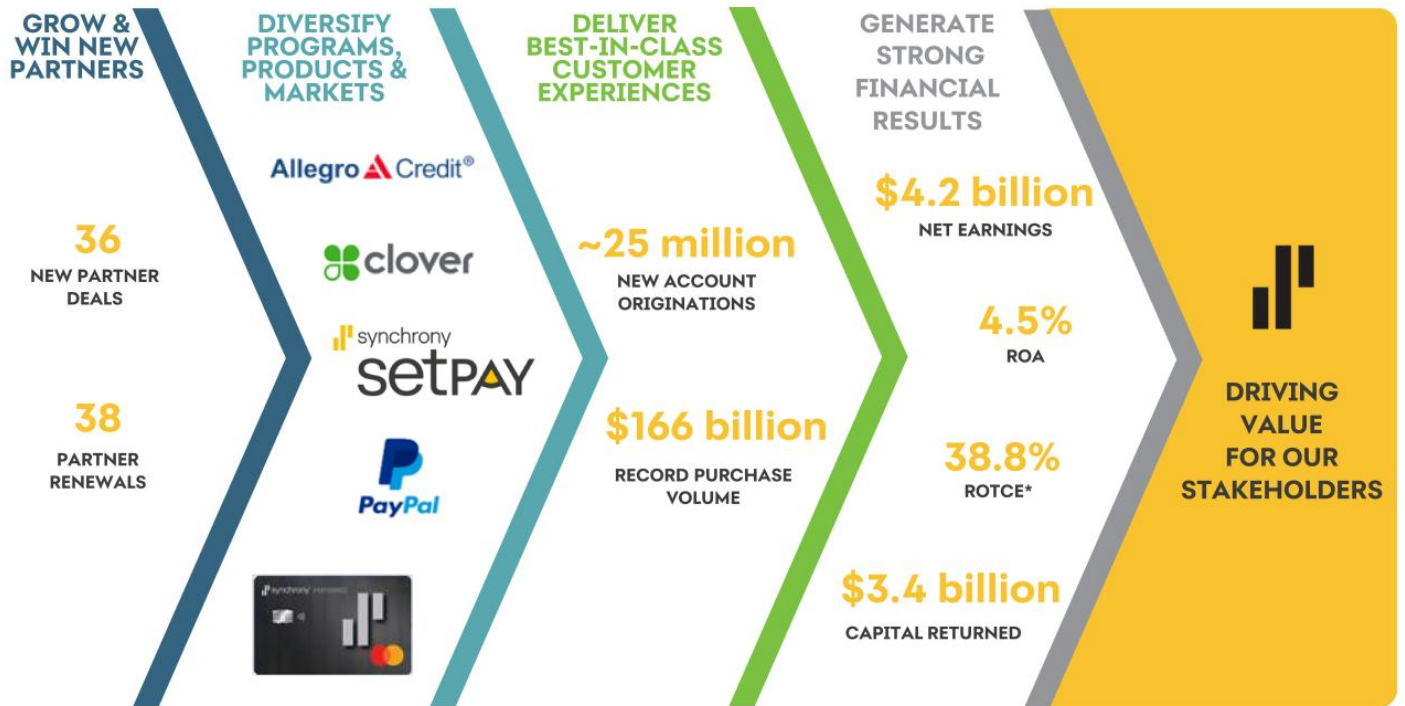 GROW &
WIN NEW
PARTNERS
36
NEW PARTNER
DEALS
38
PARTNER
RENEWALS
DIVERSIFY
PROGRAMS,
PRODUCTS &
MARKETS
Allegro Credit®
clover
synchrony
setPAY
PayPal
synchrony
DELIVER
BEST-IN-CLASS
CUSTOMER
EXPERIENCES
~25 million
NEW ACCOUNT
ORIGINATIONS
$166 billion
RECORD PURCHASE
VOLUME
GENERATE
STRONG
FINANCIAL
RESULTS
$4.2 billion
NET EARNINGS
4.5%
ROA
38.8%
ROTCE*
$3.4 billion
CAPITAL RETURNED
DRIVING
VALUE
FOR OUR
STAKEHOLDERS